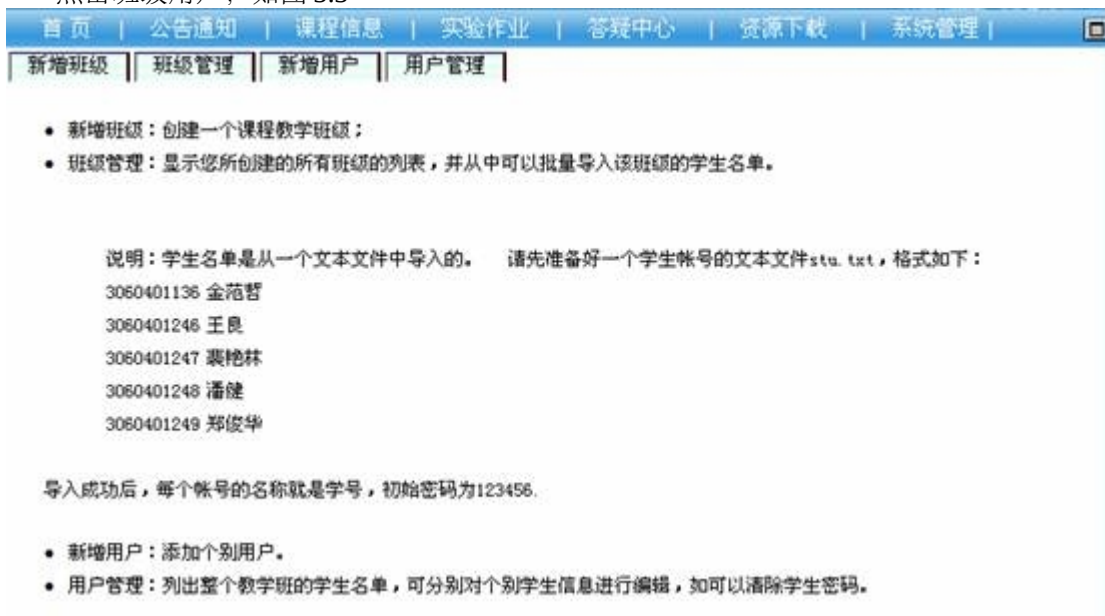 点击班级用户，如图 3.3
首 页 | 公告通知 | 课程信息 | 实验作业 | 答疑中心 | 资源下载 | 系统管理 |
新增班级 班级管理 新增用户 用户管理
• 新增班级：创建一个课程教学班级；
• 班级管理：显示您所创建的所有班级的列表，并从中可以批量导入该班级的学生名单。
说明：学生名单是从一个文本文件中导入的。 请先准备好一个学生帐号的文本文件stu.txt，格式如下：
3060401136 金范哲
3060401246 王良
3060401247 裴艳林
3060401248 潘健
3060401249 郑俊华
导入成功后，每个帐号的名称就是学号，初始密码为123456.
• 新增用户：添加个别用户。
• 用户管理：列出整个教学班的学生名单，可分别对个别学生信息进行编辑，如可以清除学生密码。